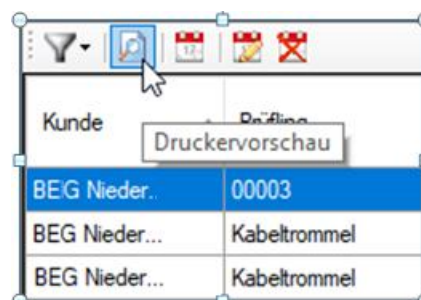 Kunde Prüfling
Druckervorschau
BEG Nieder.. 00003
BEG Nieder... Kabeltrommel
BEG Nieder... Kabeltrommel